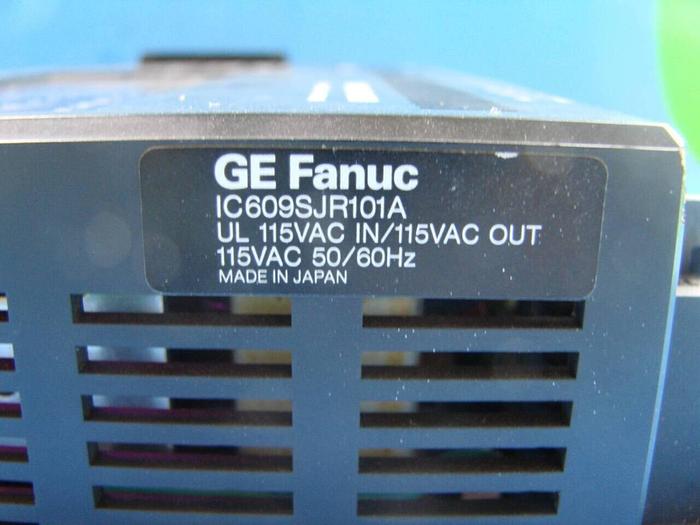 GE Fanuc
IC609SJR101A
UL 115VAC IN/115VAC OUT
115VAC 50/60Hz
MADE IN JAPAN